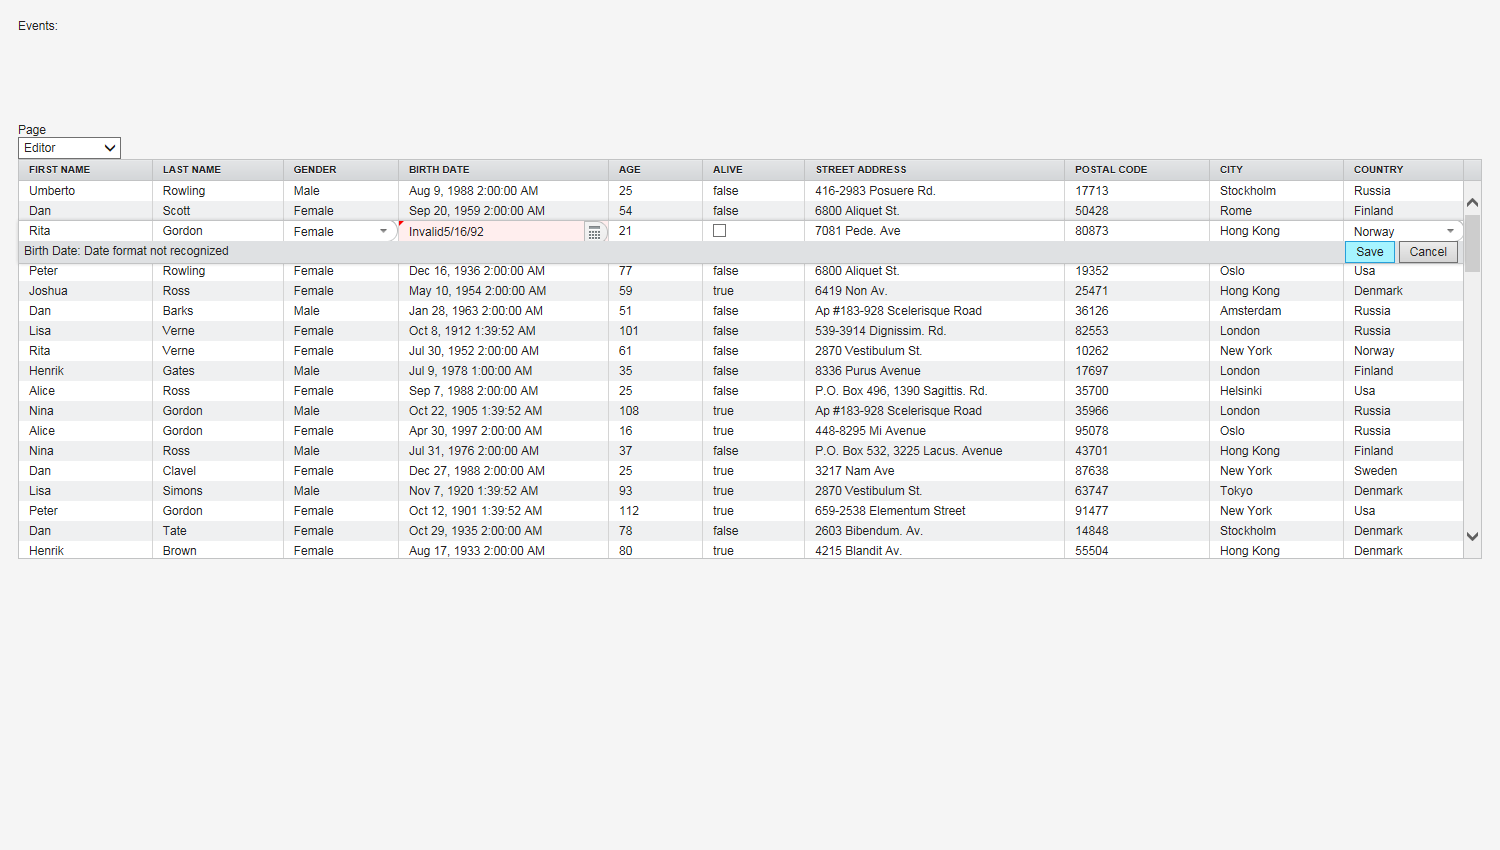 Events:
Page
Editor
FIRST NAME LAST NAME GENDER BIRTH DATE AGE ALIVE STREET ADDRESS POSTAL CODE CITY COUNTRY
Umberto Rowling Male Aug 9, 1988 2:00:00 AM 25 false 416-2983 Posuere Rd. 17713 Stockholm Russia
Dan Scott Female Sep 20, 1959 2:00:00 AM 54 false 6800 Aliquet St. 50428 Rome Finland
Rita Gordon Female Invalid5/16/92 21 7081 Pede. Ave 80873 Hong Kong Norway
Birth Date: Date format not recognized Save Cancel
Peter Rowling Female Dec 16, 1936 2:00:00 AM 77 false 6800 Aliquet St. 19352 Oslo Usa
Joshua Ross Female May 10, 1954 2:00:00 AM 59 true 6419 Non Av. 25471 Hong Kong Denmark
Dan Barks Male Jan 28, 1963 2:00:00 AM 51 false Ap #183-928 Scelerisque Road 36126 Amsterdam Russia
Lisa Verne Female Oct 8, 1912 1:39:52 AM 101 false 539-3914 Dignissim. Rd. 82553 London Russia
Rita Verne Female Jul 30, 1952 2:00:00 AM 61 false 2870 Vestibulum St. 10262 New York Norway
Henrik Gates Male Jul 9, 1978 1:00:00 AM 35 false 8336 Purus Avenue 17697 London Finland
Alice Ross Female Sep 7, 1988 2:00:00 AM 25 false P.O. Box 496, 1390 Sagittis. Rd. 35700 Helsinki Usa
Nina Gordon Male Oct 22, 1905 1:39:52 AM 108 true Ap #183-928 Scelerisque Road 35966 London Russia
Alice Gordon Female Apr 30, 1997 2:00:00 AM 16 true 448-8295 Mi Avenue 95078 Oslo Russia
Nina Ross Male Jul 31, 1976 2:00:00 AM 37 false P.O. Box 532, 3225 Lacus. Avenue 43701 Hong Kong Finland
Dan Clavel Female Dec 27, 1988 2:00:00 AM 25 true 3217 Nam Ave 87638 New York Sweden
Lisa Simons Male Nov 7, 1920 1:39:52 AM 93 true 2870 Vestibulum St. 63747 Tokyo Denmark
Peter Gordon Female Oct 12, 1901 1:39:52 AM 112 true 659-2538 Elementum Street 91477 New York Usa
Dan Tate Female Oct 29, 1935 2:00:00 AM 78 false 2603 Bibendum. Av. 14848 Stockholm Denmark
Henrik Brown Female Aug 17, 1933 2:00:00 AM 80 true 4215 Blandit Av. 55504 Hong Kong Denmark